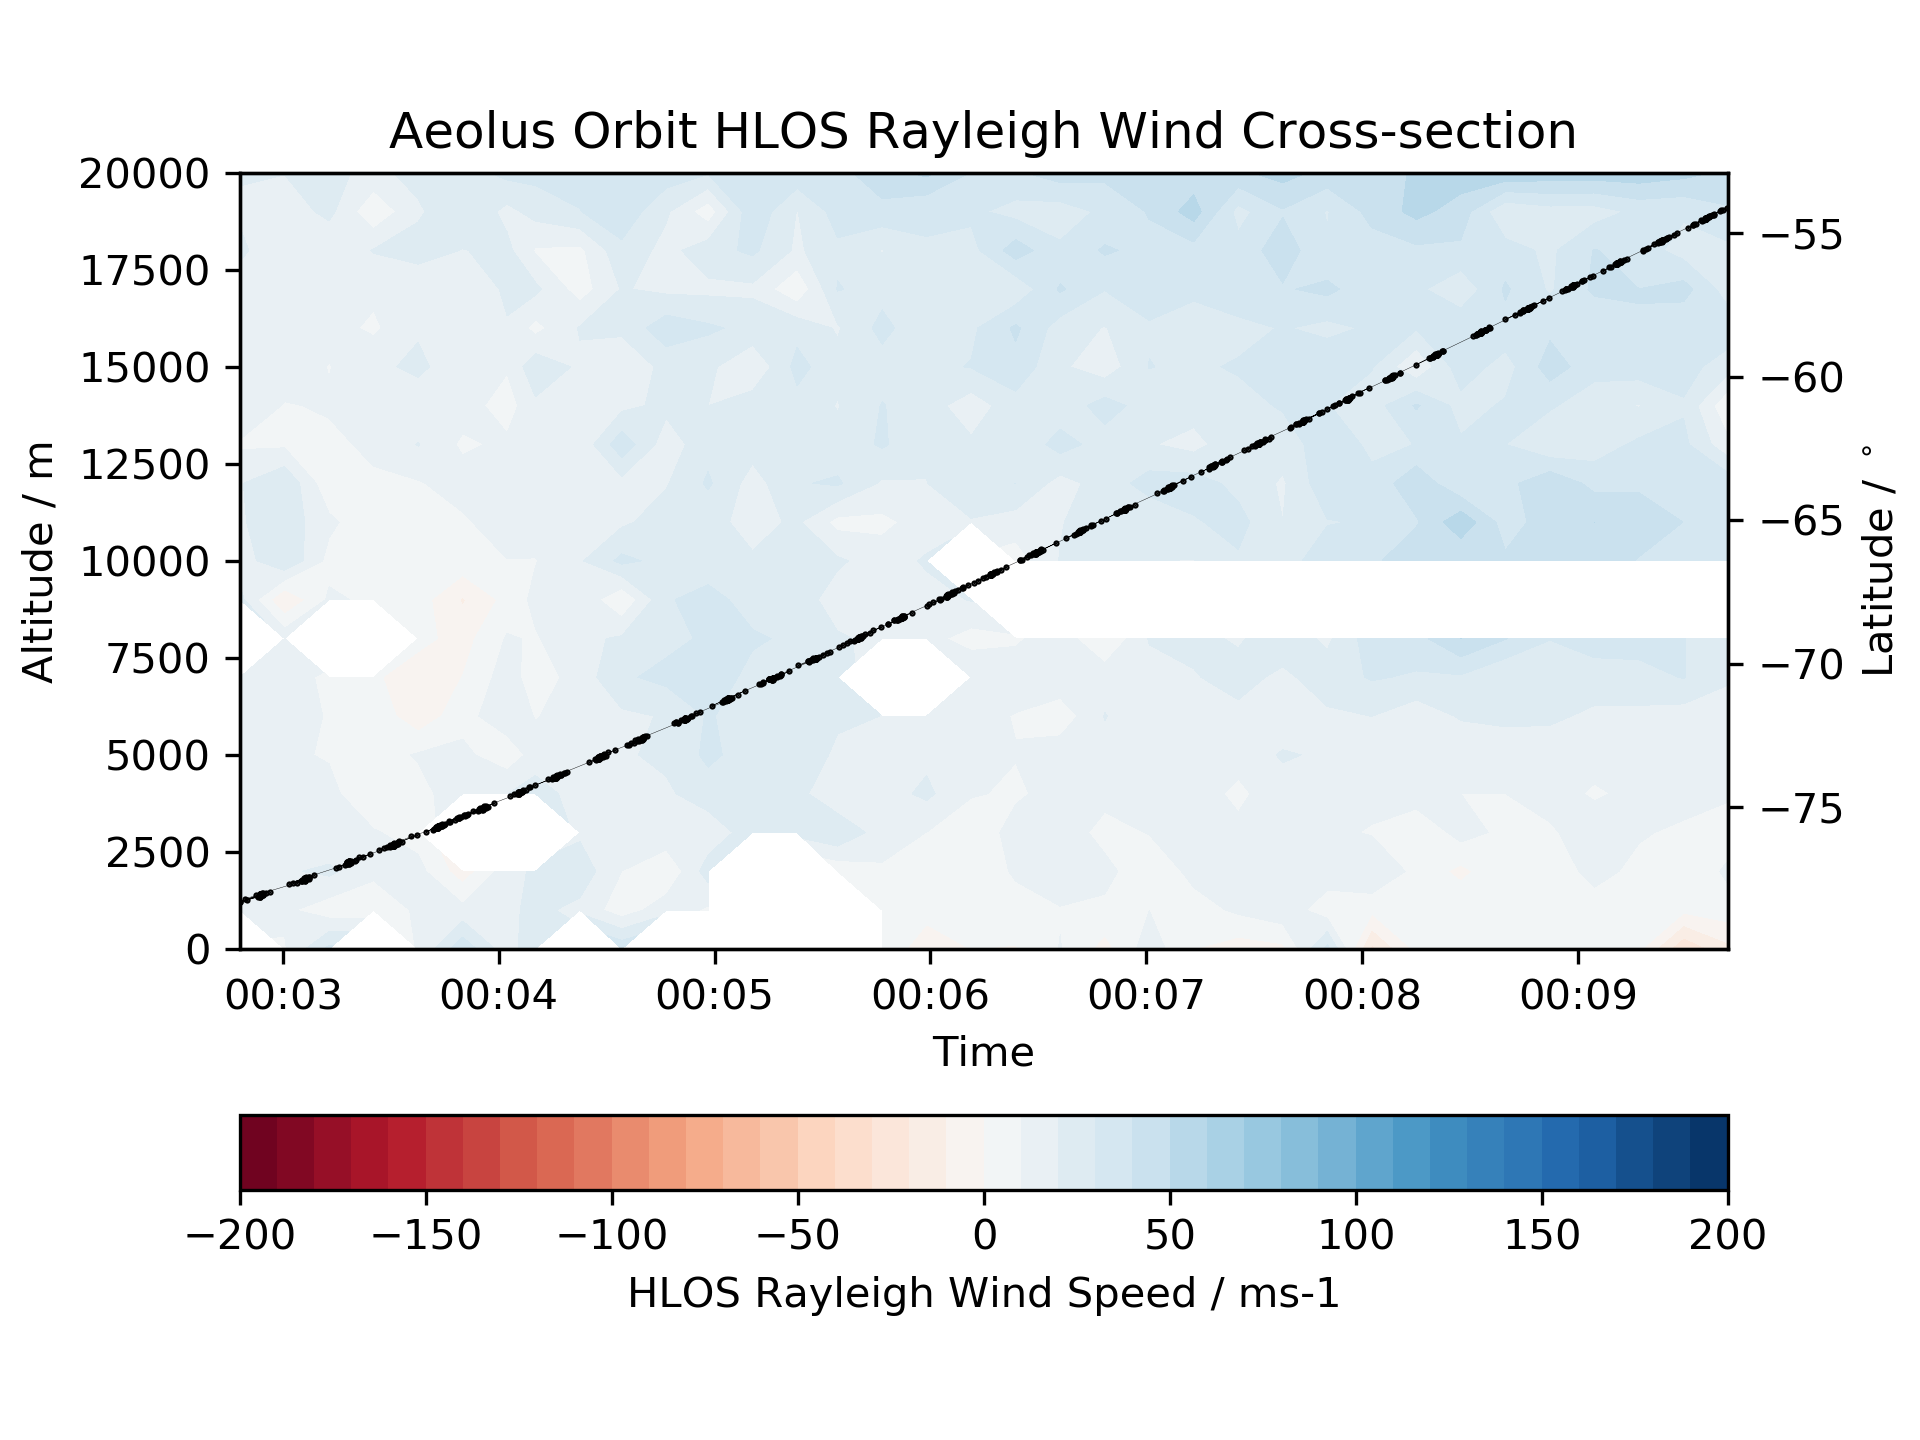 Aeolus Orbit HLOS Rayleigh Wind Cross-section
20000
17500
15000
12500
10000
7500
5000
2500
0
Altitude / m
−55
−60
−65
−70
−75
Latitude / °
00:03 00:04 00:05 00:06 00:07 00:08 00:09
Time
−200 −150 −100 −50 0 50 100 150 200
HLOS Rayleigh Wind Speed / ms-1